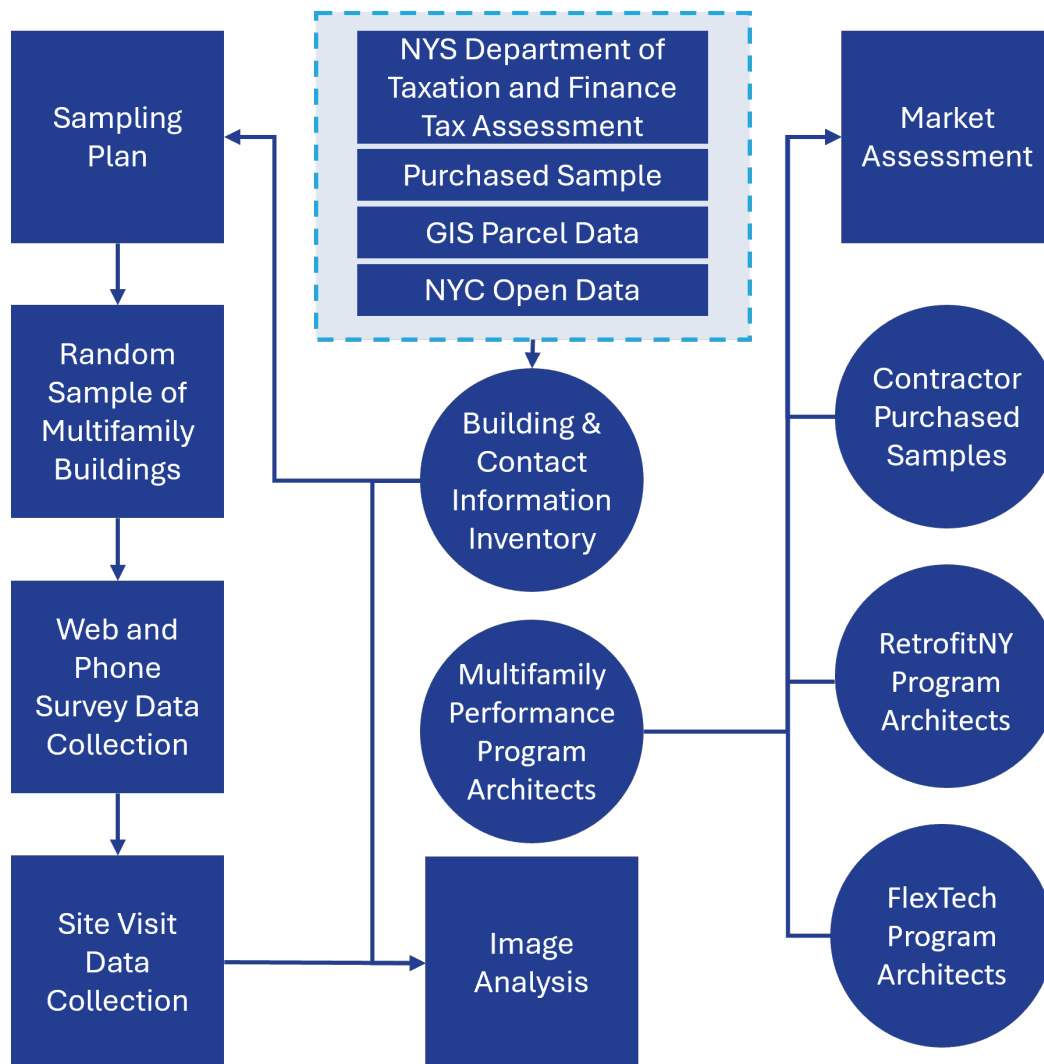 Sampling
Plan
Random
Sample of
Multifamily
Buildings
Web and
Phone
Survey Data
Collection
Site Visit
Data
Collection
NYS Department of
Taxation and Finance
Tax Assessment
Purchased Sample
GIS Parcel Data
NYC Open Data
Building &
Contact
Information
Inventory
Multifamily
Performance
Program
Architects
Image
Analysis
Market
Assessment
Contractor
Purchased
Samples
RetrofitNY
Program
Architects
FlexTech
Program
Architects